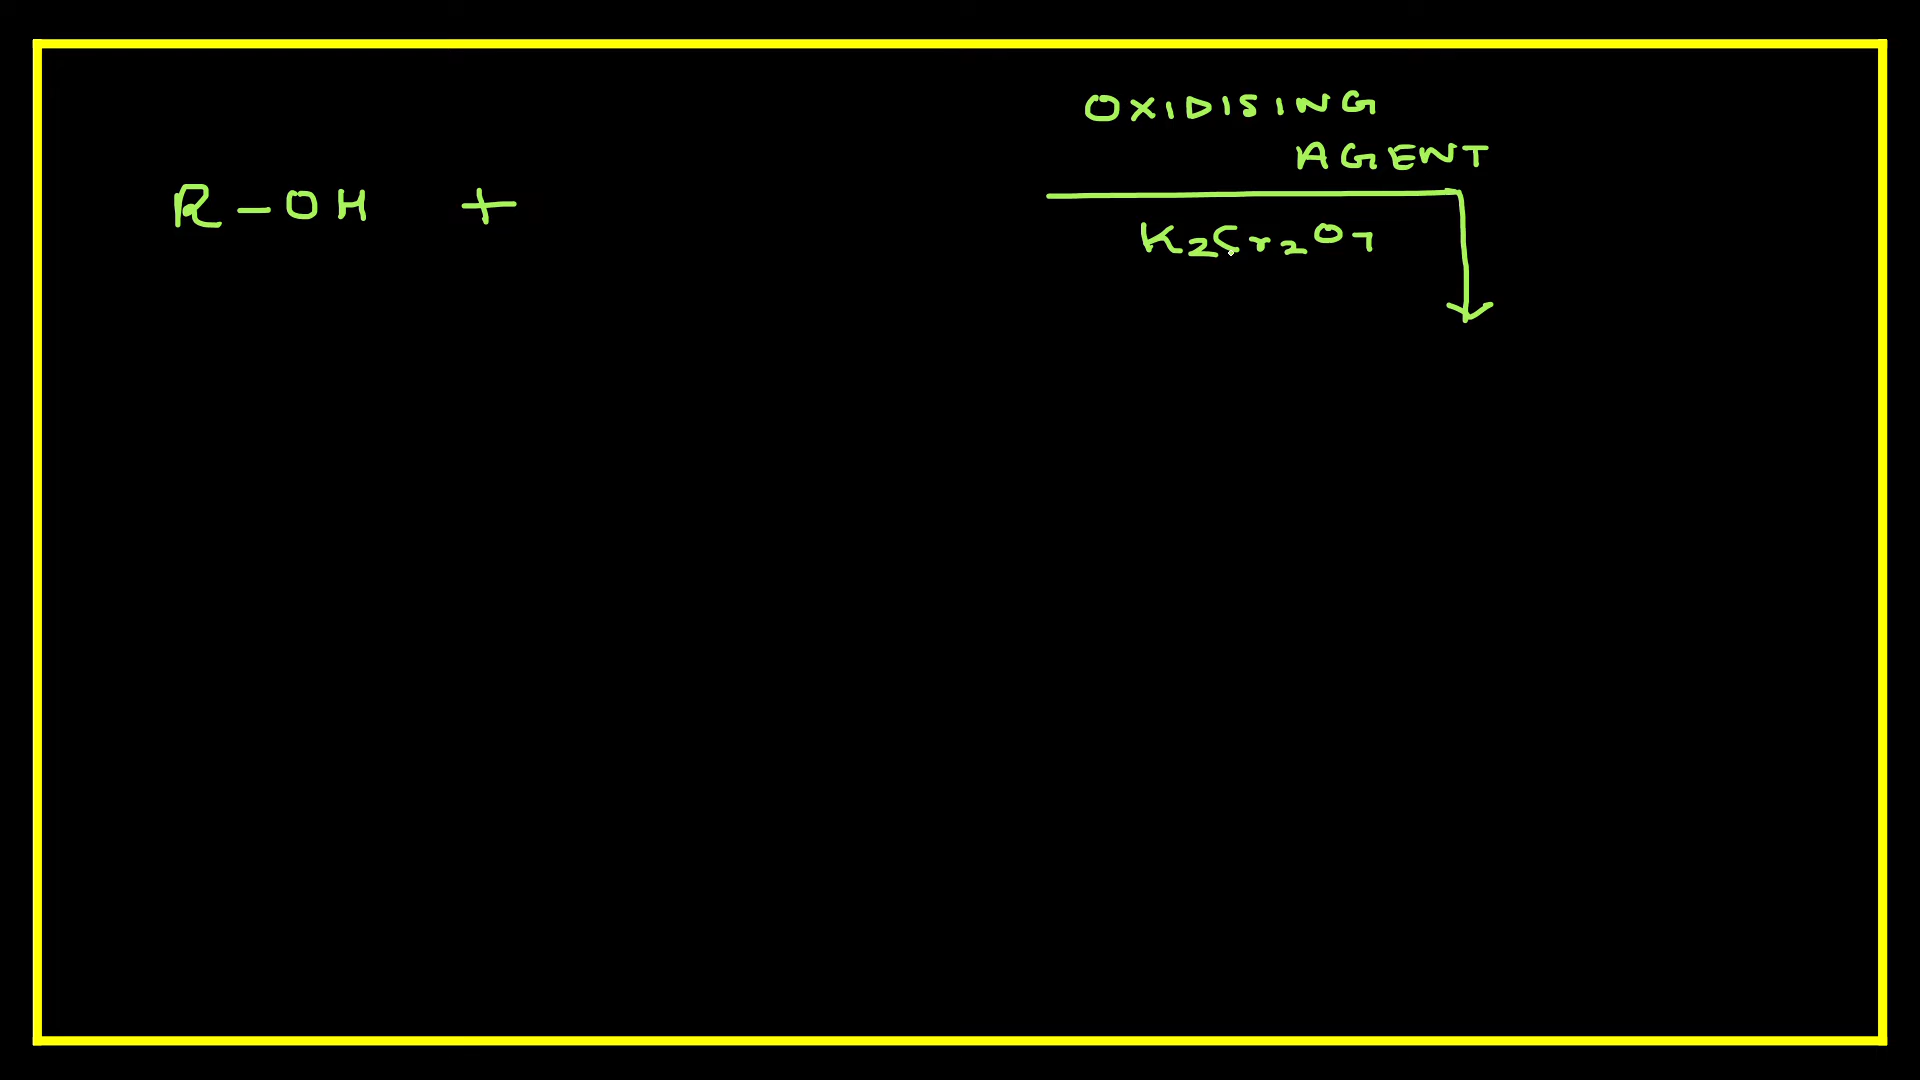 OXIDISING
AGENT
R-OH +
K2Cr2O7